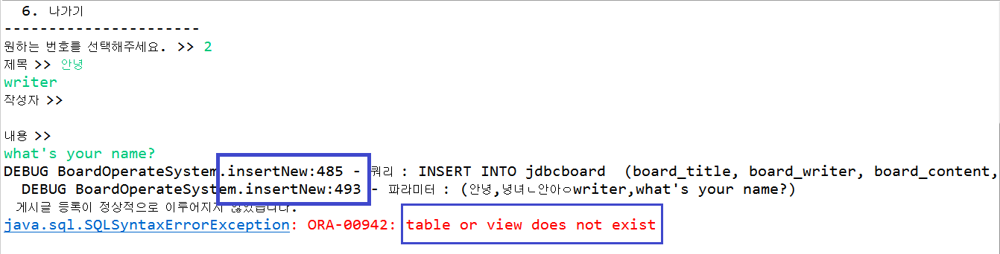 6. 나가기
----------------------
원하는 번호를 선택해주세요. >> 2
제목 >> 안녕
writer
작성자 >>
내용 >>
what's your name?
DEBUG BoardOperateSystem.insertNew:485 - 쿼리 : INSERT INTO jdbcboard (board_title, board_writer, board_content,
DEBUG BoardOperateSystem.insertNew:493 - 파라미터 : (안녕,넝녀ㄴ안아ㅇwriter,what's your name?)
게시글 등록이 정상적으로 이루어지지 않았습니다.
java.sql.SQLSyntaxErrorException: ORA-00942: table or view does not exist